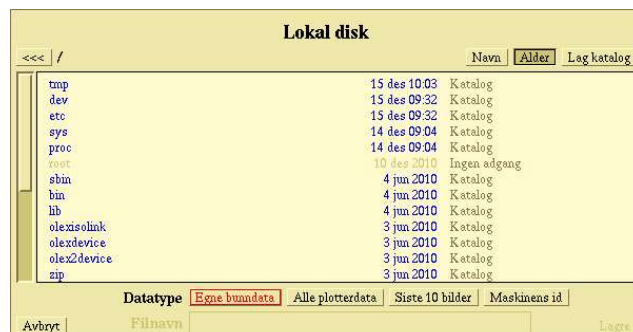 Lokal disk
<<< / Navn Alder Lag katalog
tmp 15 des 10:03 Katalog
dev 15 des 09:32 Katalog
etc 15 des 09:32 Katalog
sys 14 des 09:04 Katalog
proc 14 des 09:04 Katalog
root 10 des 2010 Ingen adgang
sbin 4 jun 2010 Katalog
bin 4 jun 2010 Katalog
lib 4 jun 2010 Katalog
olexisolink 3 jun 2010 Katalog
olexdevice 3 jun 2010 Katalog
olex2device 3 jun 2010 Katalog
zip 3 jun 2010 Katalog
Datatype Egne bunndata Alle plotterdata Siste 10 bilder Maskinens id
Avbryt Filnavn Lagre